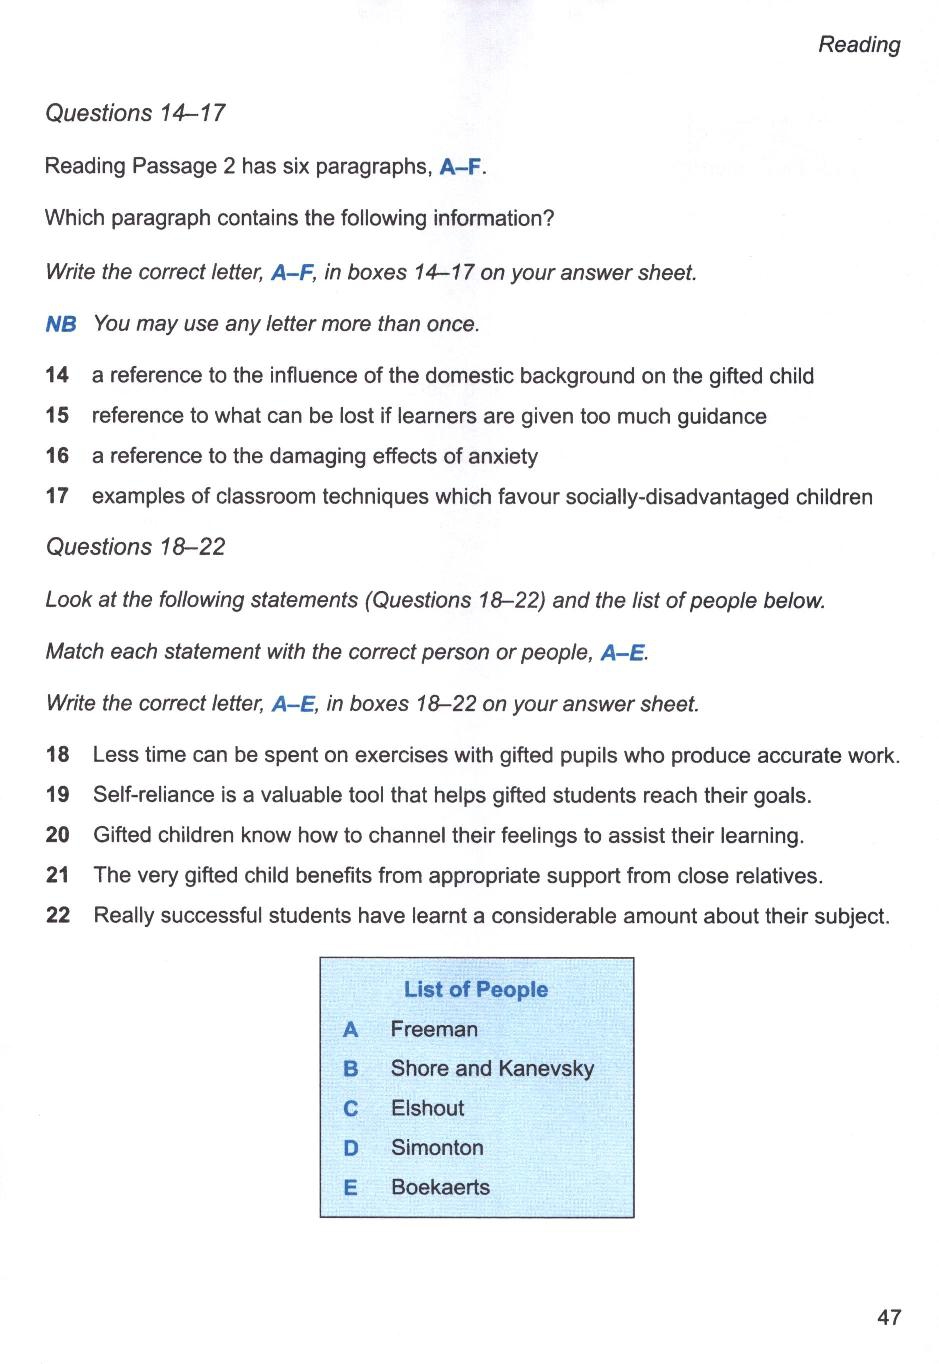 Reading
Questions 14–17
Reading Passage 2 has six paragraphs, A–F.
Which paragraph contains the following information?
Write the correct letter, A–F, in boxes 14–17 on your answer sheet.
NB You may use any letter more than once.
14 a reference to the influence of the domestic background on the gifted child
15 reference to what can be lost if learners are given too much guidance
16 a reference to the damaging effects of anxiety
17 examples of classroom techniques which favour socially-disadvantaged children
Questions 18–22
Look at the following statements (Questions 18–22) and the list of people below.
Match each statement with the correct person or people, A–E.
Write the correct letter, A–E, in boxes 18–22 on your answer sheet.
18 Less time can be spent on exercises with gifted pupils who produce accurate work.
19 Self-reliance is a valuable tool that helps gifted students reach their goals.
20 Gifted children know how to channel their feelings to assist their learning.
21 The very gifted child benefits from appropriate support from close relatives.
22 Really successful students have learnt a considerable amount about their subject.
List of People
A Freeman
B Shore and Kanevsky
C Elshout
D Simonton
E Boekaerts
47